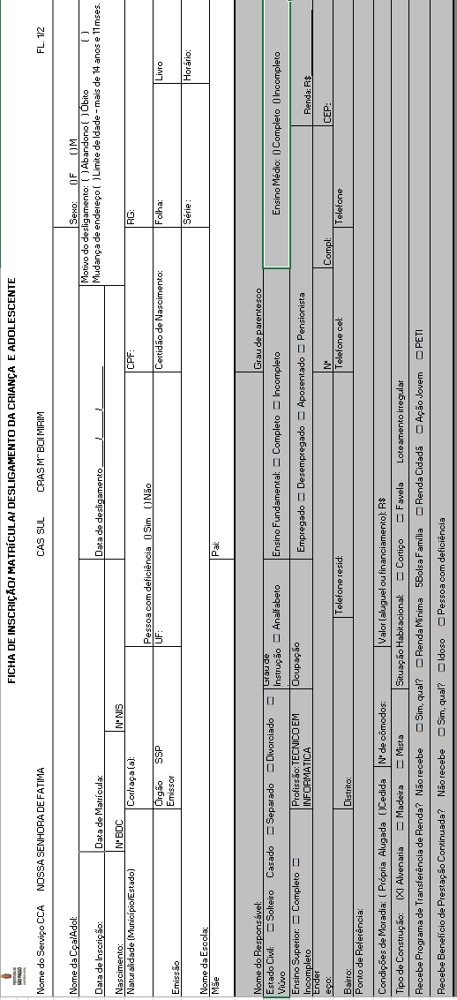 FICHA DE INSCRIÇÃO/ MATRÍCULA/ DESLIGAMENTO DA CRIANÇA E ADOLESCENTE
Nome do Serviço CCA NOSSA SENHORA DE FATIMA CAS SUL CRAS M´´ BOI MIRIM FL. 1/2
Nome da Cça/Adol: Sexo: () F () M
Data de Inscrição: Data de Matrícula: Data de desligamento ____/____/____ Motivo do desligamento: ( ) Abandono ( ) Óbito ( )
Mudança de endereço ( ) Limite de Idade - mais de 14 anos e 11 mses.
Nascimento: Nº BDC Nº NIS
Naturalidade (Município/Estado) Cor/raça (a): Pessoa com deficiência () Sim () Não CPF: RG:
Emissão Órgão Emissor SSP UF: Certidão de Nascimento: Folha: Livro
Nome da Escola; Série: Horário:
Mãe Pai:
Nome do Responsável: Grau de parentesco
Estado Civil: □ Solteiro Casado □ Separado □ Divorciado □ Viúvo Grau de Instrução □ Analfabeto Ensino Fundamental: □ Completo □ Incompleto Ensino Médio: () Completo () Incompleto
Ensino Superior: □ Completo □ Incompleto Profissão:TECNICO EM INFORMATICA Ocupação Empregado □ Desempregado □ Aposentado □ Pensionista Renda: R$
Ender
eço: Nº Compl: CEP:
Bairro: Distrito: Telefone resid: Telefone cel: Telefone
Ponto de Referência:
Condições de Moradia: ( Própria Alugada ( )Cedida Nº de cômodos: Valor (aluguel ou financiamento): R$
Tipo de Construção: (X) Alvenaria □ Madeira □ Mista Situação Habitacional: □ Cortiço □ Favela Loteamento irregular
Recebe Programa de Transferência de Renda? Não recebe □ Sim, qual? □ Renda Mínima 5Bolsa Família □ Renda Cidadã □ Ação Jovem □ PETI
Recebe Benefício de Prestação Continuada? Não recebe □ Sim, qual? □ Idoso □ Pessoa com deficiência